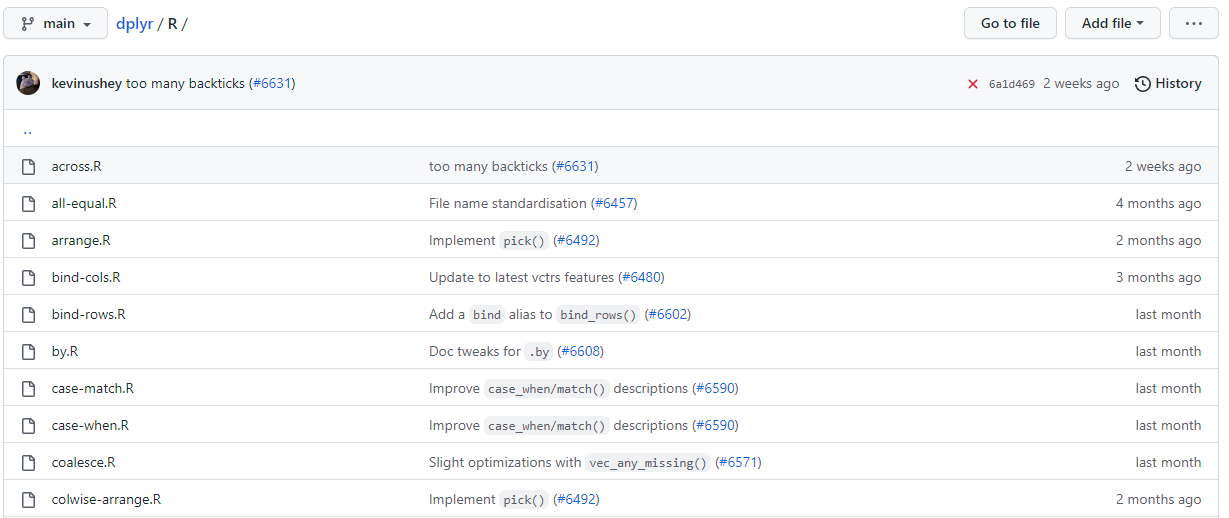 main dplyr / R / Go to file Add file ...
kevinushey too many backticks (#6631) 6a1d469 2 weeks ago History
..
across.R too many backticks (#6631) 2 weeks ago
all-equal.R File name standardisation (#6457) 4 months ago
arrange.R Implement pick() (#6492) 2 months ago
bind-cols.R Update to latest vctrs features (#6480) 3 months ago
bind-rows.R Add a bind alias to bind_rows() (#6602) last month
by.R Doc tweaks for .by (#6608) last month
case-match.R Improve case_when/match() descriptions (#6590) last month
case-when.R Improve case_when/match() descriptions (#6590) last month
coalesce.R Slight optimizations with vec_any_missing() (#6571) last month
colwise-arrange.R Implement pick() (#6492) 2 months ago